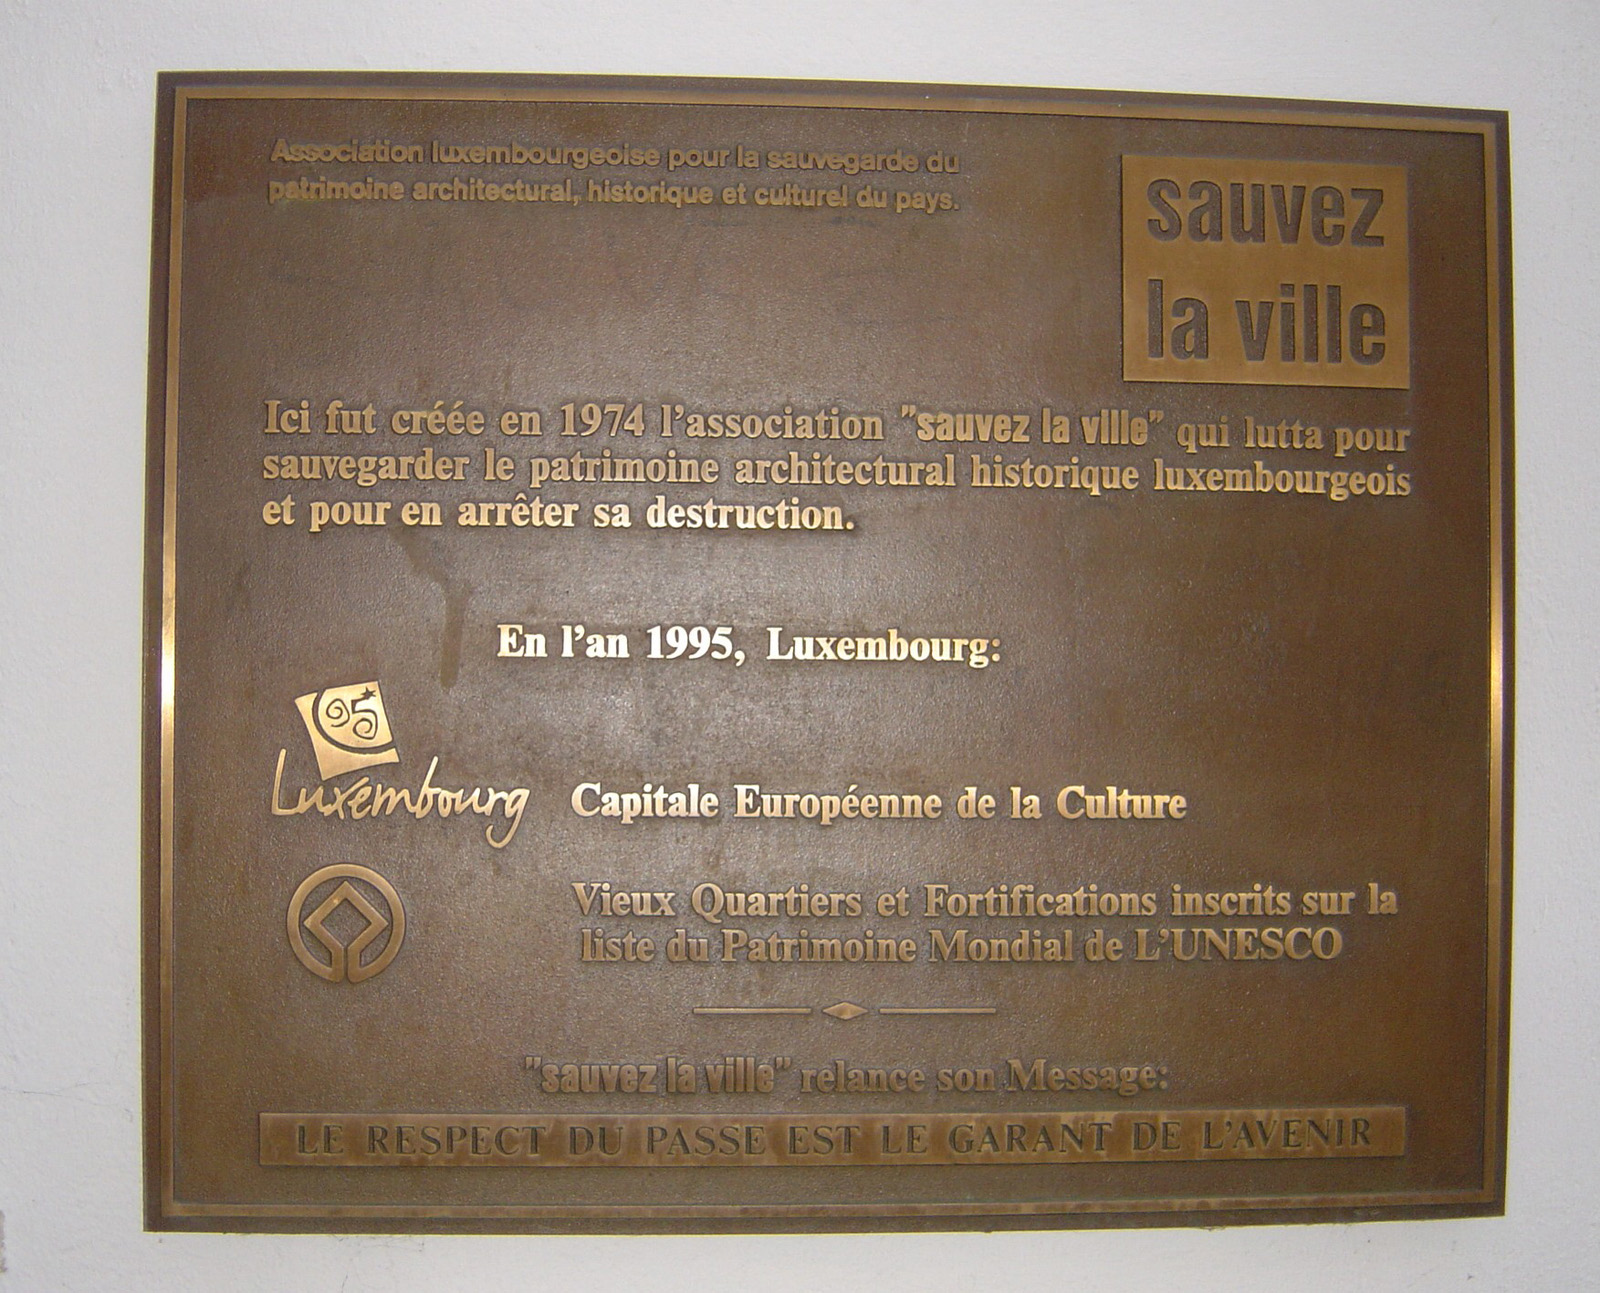 Association luxembourgeoise pour la sauvegarde du
patrimoine architectural, historique et culturel du pays.
sauvez
la ville
Ici fut créée en 1974 l'association "sauvez la ville" qui lutta pour
sauvegarder le patrimoine architectural historique luxembourgeois
et pour en arrêter sa destruction.
En l'an 1995, Luxembourg:
95
Luxembourg
Capitale Européenne de la Culture
Vieux Quartiers et Fortifications inscrits sur la
liste du Patrimoine Mondial de L'UNESCO
"sauvez la ville" relance son Message:
LE RESPECT DU PASSE EST LE GARANT DE L'AVENIR